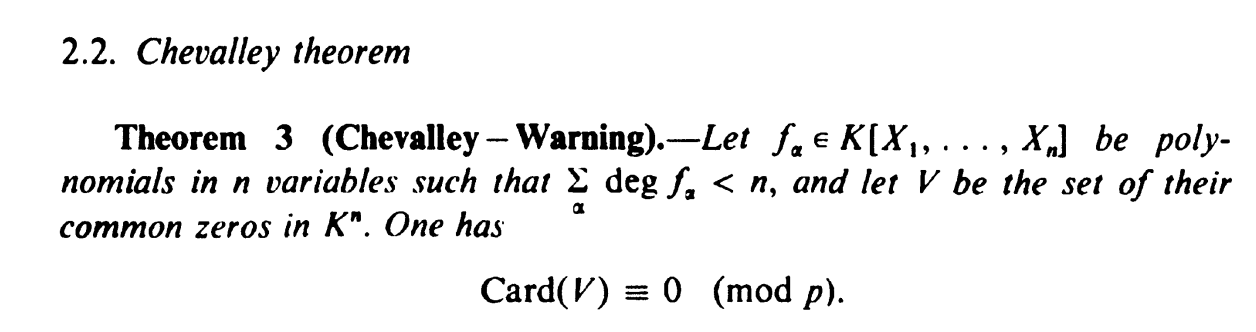 2.2. Chevalley theorem
Theorem 3 (Chevalley – Warning).—Let f_α ∈ K[X_1, . . . , X_n] be poly-
nomials in n variables such that Σ_α deg f_α < n, and let V be the set of their
common zeros in K^n. One has
Card(V) ≡ 0 (mod p).